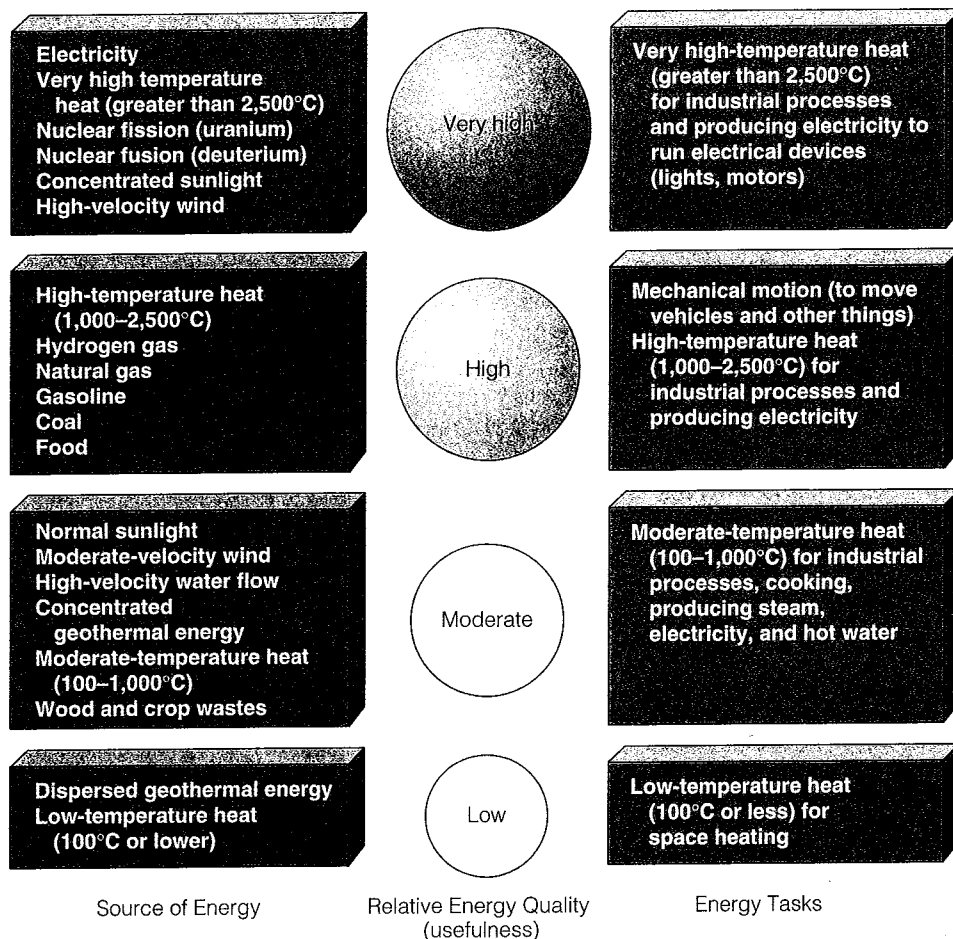 Electricity
Very high temperature
heat (greater than 2,500°C)
Nuclear fission (uranium)
Nuclear fusion (deuterium)
Concentrated sunlight
High-velocity wind
Very high
Very high-temperature heat
(greater than 2,500°C)
for industrial processes
and producing electricity to
run electrical devices
(lights, motors)
High-temperature heat
(1,000–2,500°C)
Hydrogen gas
Natural gas
Gasoline
Coal
Food
High
Mechanical motion (to move
vehicles and other things)
High-temperature heat
(1,000–2,500°C) for
industrial processes and
producing electricity
Normal sunlight
Moderate-velocity wind
High-velocity water flow
Concentrated
geothermal energy
Moderate-temperature heat
(100–1,000°C)
Wood and crop wastes
Moderate
Moderate-temperature heat
(100–1,000°C) for industrial
processes, cooking,
producing steam,
electricity, and hot water
Dispersed geothermal energy
Low-temperature heat
(100°C or lower)
Low
Low-temperature heat
(100°C or less) for
space heating
Source of Energy
Relative Energy Quality
(usefulness)
Energy Tasks